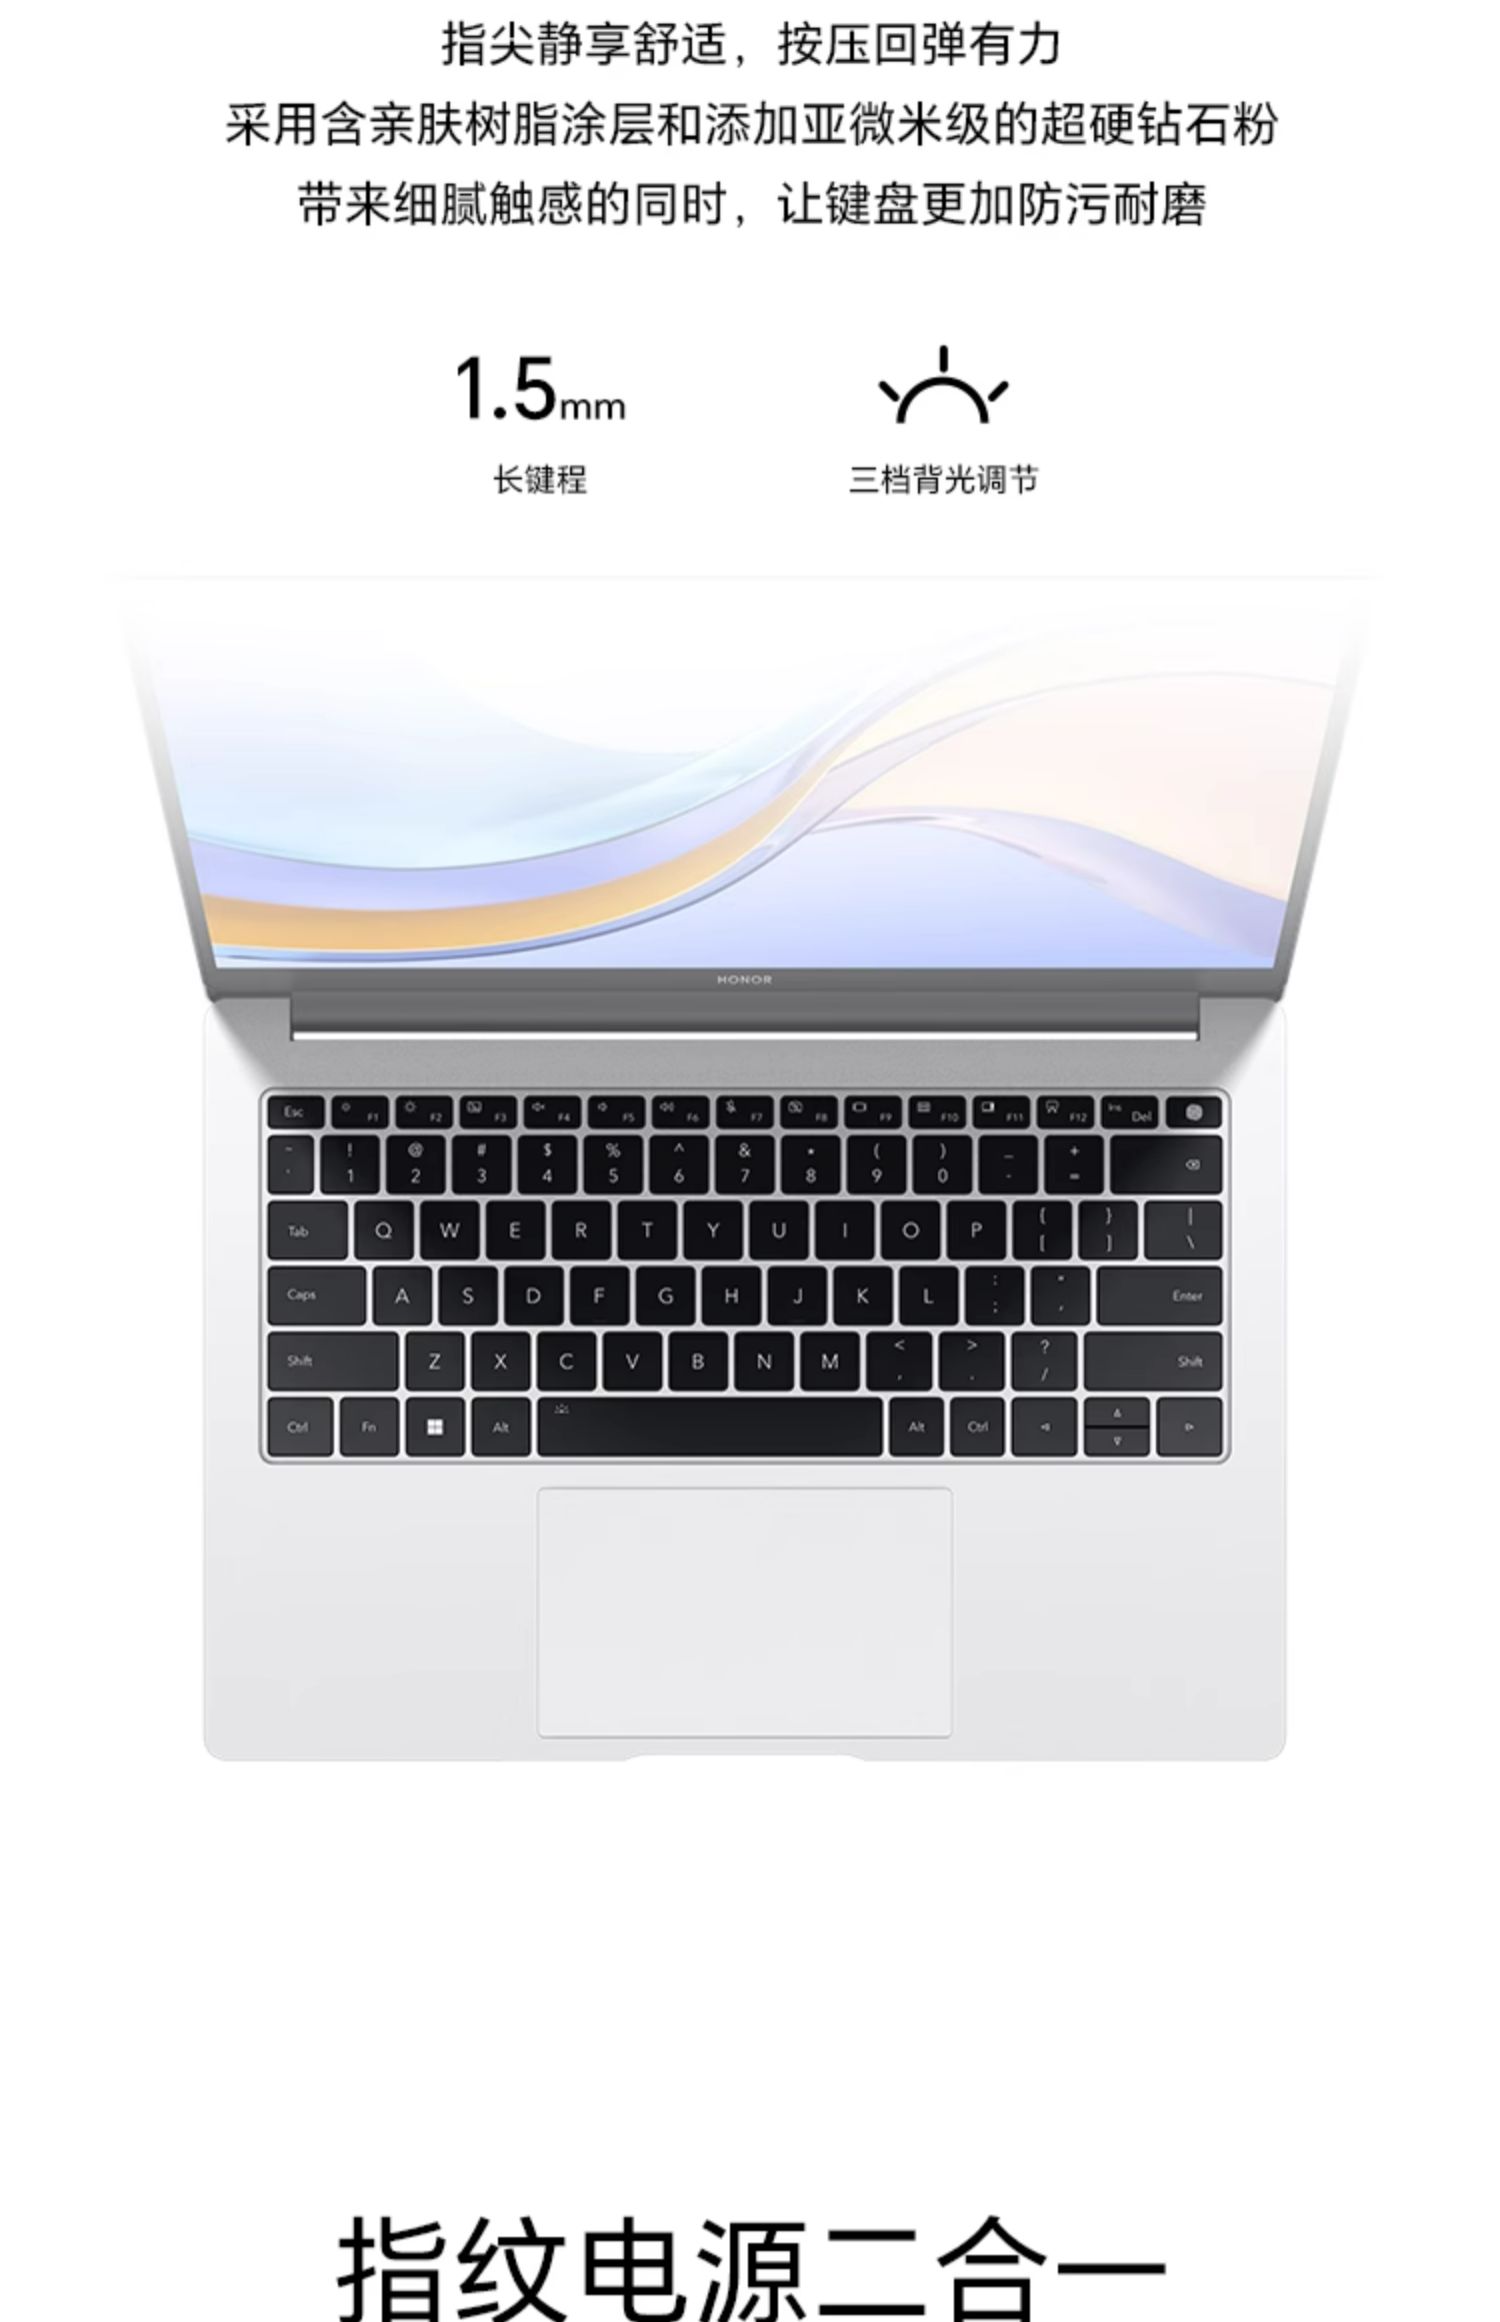 指尖静享舒适，按压回弹有力
采用含亲肤树脂涂层和添加亚微米级的超硬钻石粉
带来细腻触感的同时，让键盘更加防污耐磨
1.5mm
长键程
三档背光调节
HONOR
Esc F1 F2 F3 F4 F5 F6 F7 F8 F9 F10 F11 F12 Ins Del
~ ! @ # $ % ^ & * ( ) _ +
` 1 2 3 4 5 6 7 8 9 0 - =
Tab Q W E R T Y U I O P { [ } ] | \
Caps A S D F G H J K L : ; " ' Enter
Shift Z X C V B N M < , > . ? / Shift
Ctrl Fn Alt Alt Ctrl
指纹电源二合一